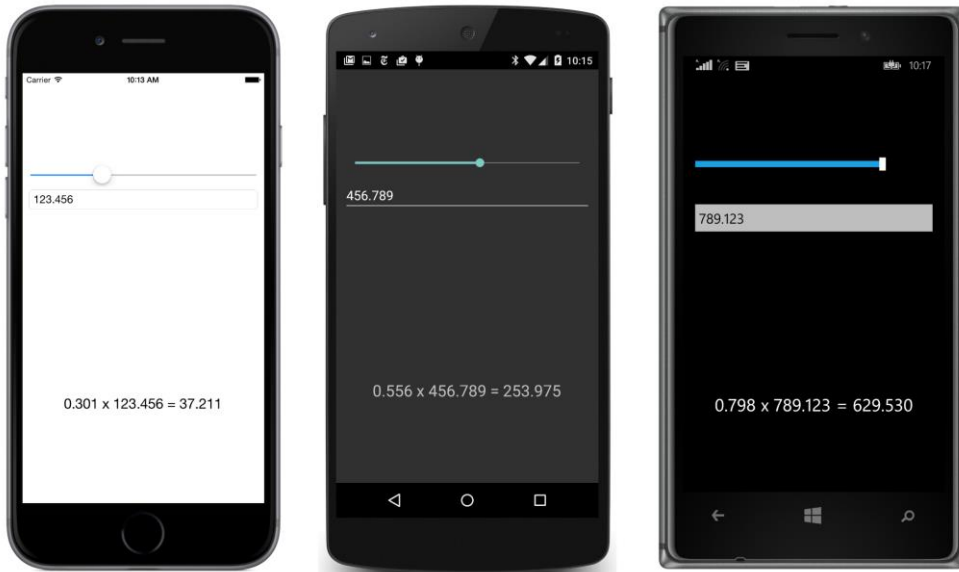 Carrier
10:13 AM
123.456
0.301 x 123.456 = 37.211
10:15
456.789
0.556 x 456.789 = 253.975
10:17
789.123
0.798 x 789.123 = 629.530